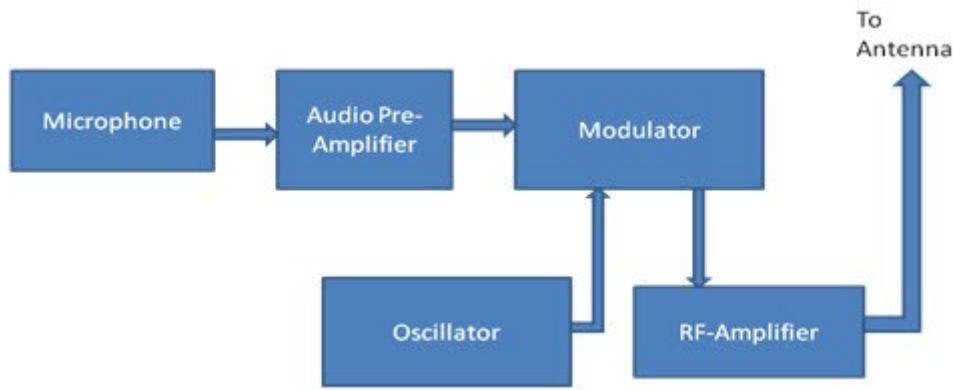 To
Antenna
Microphone
Audio Pre-
Amplifier
Modulator
Oscillator
RF-Amplifier